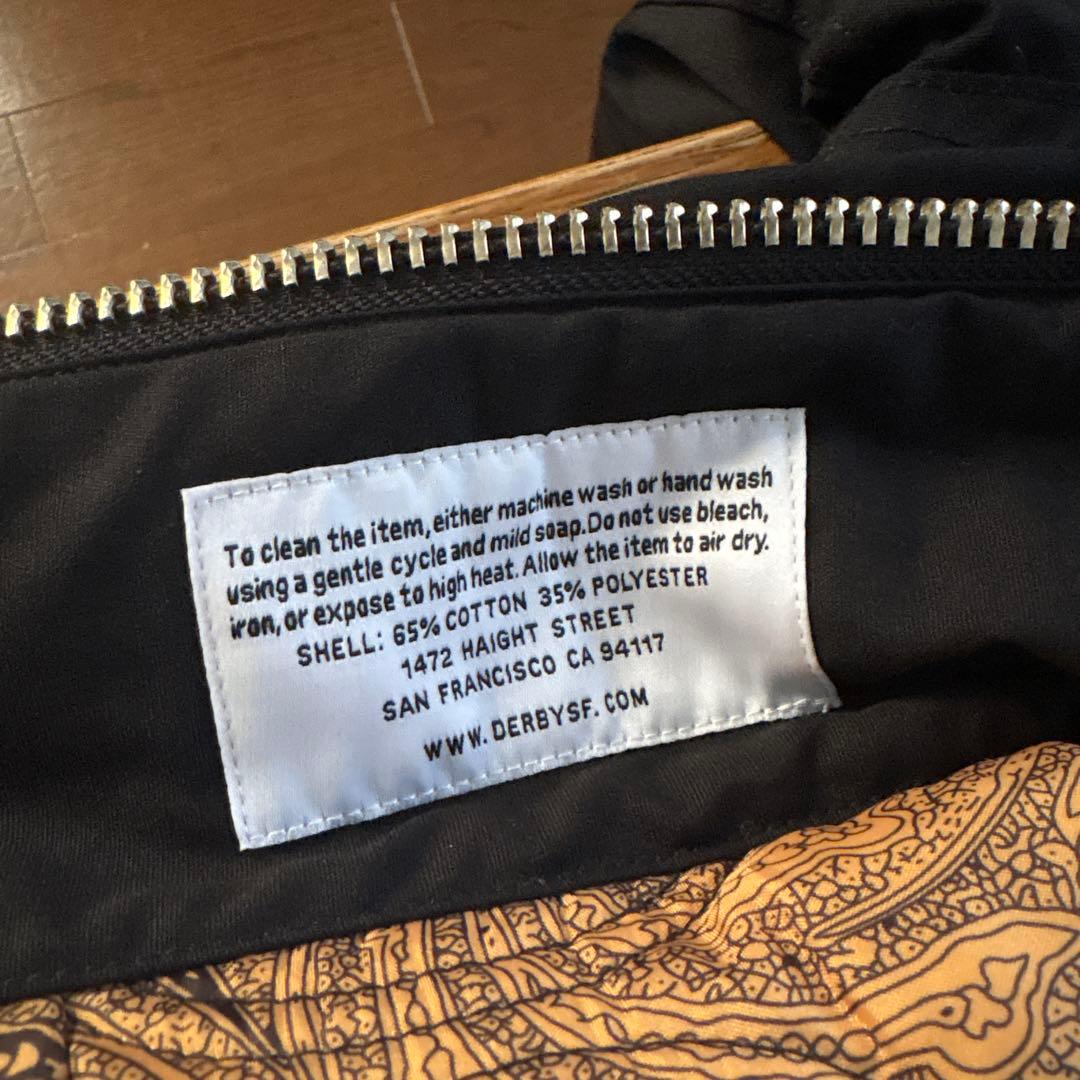 To clean the item, either machine wash or hand wash
using a gentle cycle and mild soap. Do not use bleach,
iron, or expose to high heat. Allow the item to air dry.
SHELL: 65% COTTON 35% POLYESTER
1472 HAIGHT STREET
SAN FRANCISCO CA 94117
WWW.DERBYSF.COM